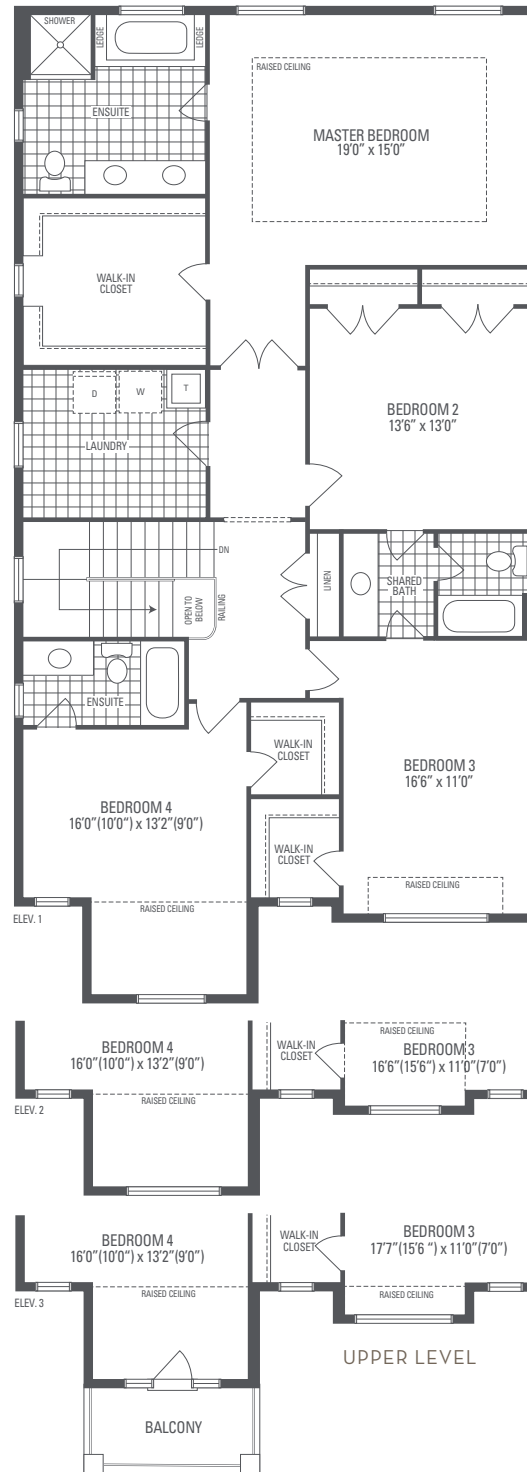 SHOWER
LEDGE
LEDGE
ENSUITE
RAISED CEILING
MASTER BEDROOM
19'0" x 15'0"
WALK-IN
CLOSET
D
W
T
LAUNDRY
BEDROOM 2
13'6" x 13'0"
DN
OPEN TO
BELOW
RAILING
LINEN
SHARED
BATH
ENSUITE
WALK-IN
CLOSET
BEDROOM 3
16'6" x 11'0"
BEDROOM 4
16'0"(10'0") x 13'2"(9'0")
WALK-IN
CLOSET
RAISED CEILING
RAISED CEILING
ELEV. 1
BEDROOM 4
16'0"(10'0") x 13'2"(9'0")
WALK-IN
CLOSET
RAISED CEILING
BEDROOM 3
16'6"(15'6") x 11'0"(7'0")
RAISED CEILING
ELEV. 2
BEDROOM 4
16'0"(10'0") x 13'2"(9'0")
WALK-IN
CLOSET
BEDROOM 3
17'7"(15'6 ") x 11'0"(7'0")
RAISED CEILING
RAISED CEILING
ELEV. 3
UPPER LEVEL
BALCONY